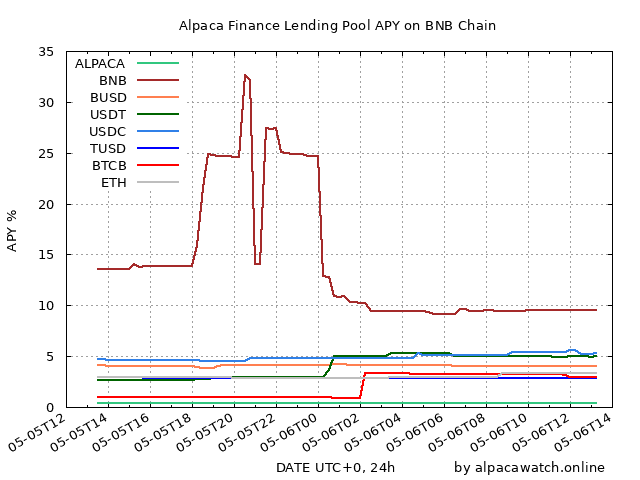 Alpaca Finance Lending Pool APY on BNB Chain
35
30
25
20
15
10
5
0
APY %
ALPACA
BNB
BUSD
USDT
USDC
TUSD
BTCB
ETH
05-05T12
05-05T14
05-05T16
05-05T18
05-05T20
05-05T22
05-06T00
05-06T02
05-06T04
05-06T06
05-06T08
05-06T10
05-06T12
05-06T14
DATE UTC+0, 24h
by alpacawatch.online